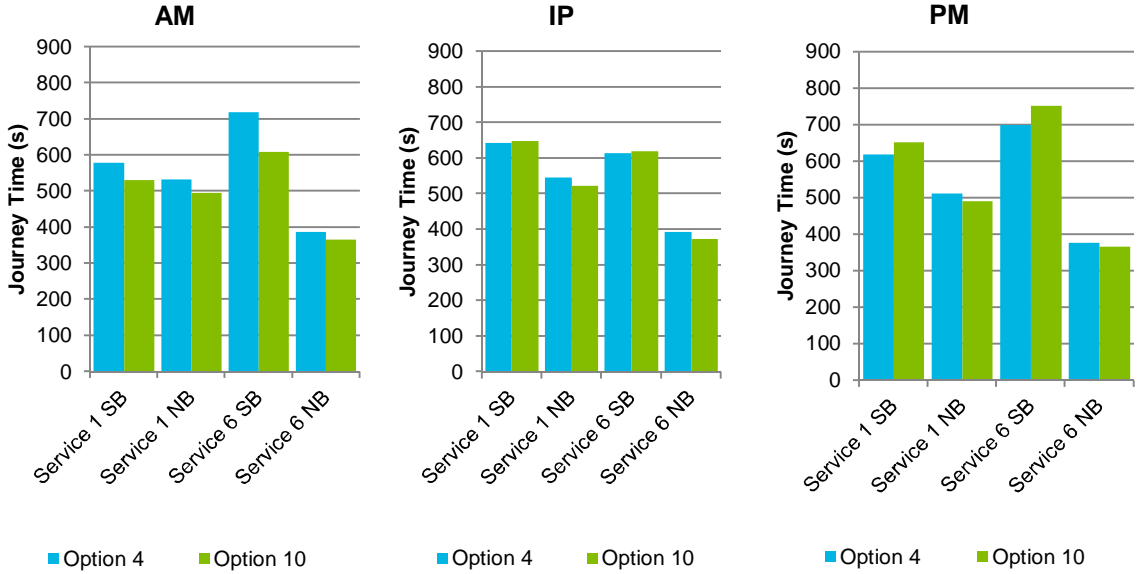 AM
Journey Time (s)
900
800
700
600
500
400
300
200
100
0
Service 1 SB
Service 1 NB
Service 6 SB
Service 6 NB
Option 4
Option 10
IP
Journey Time (s)
900
800
700
600
500
400
300
200
100
0
Service 1 SB
Service 1 NB
Service 6 SB
Service 6 NB
Option 4
Option 10
PM
Journey Time (s)
900
800
700
600
500
400
300
200
100
0
Service 1 SB
Service 1 NB
Service 6 SB
Service 6 NB
Option 4
Option 10